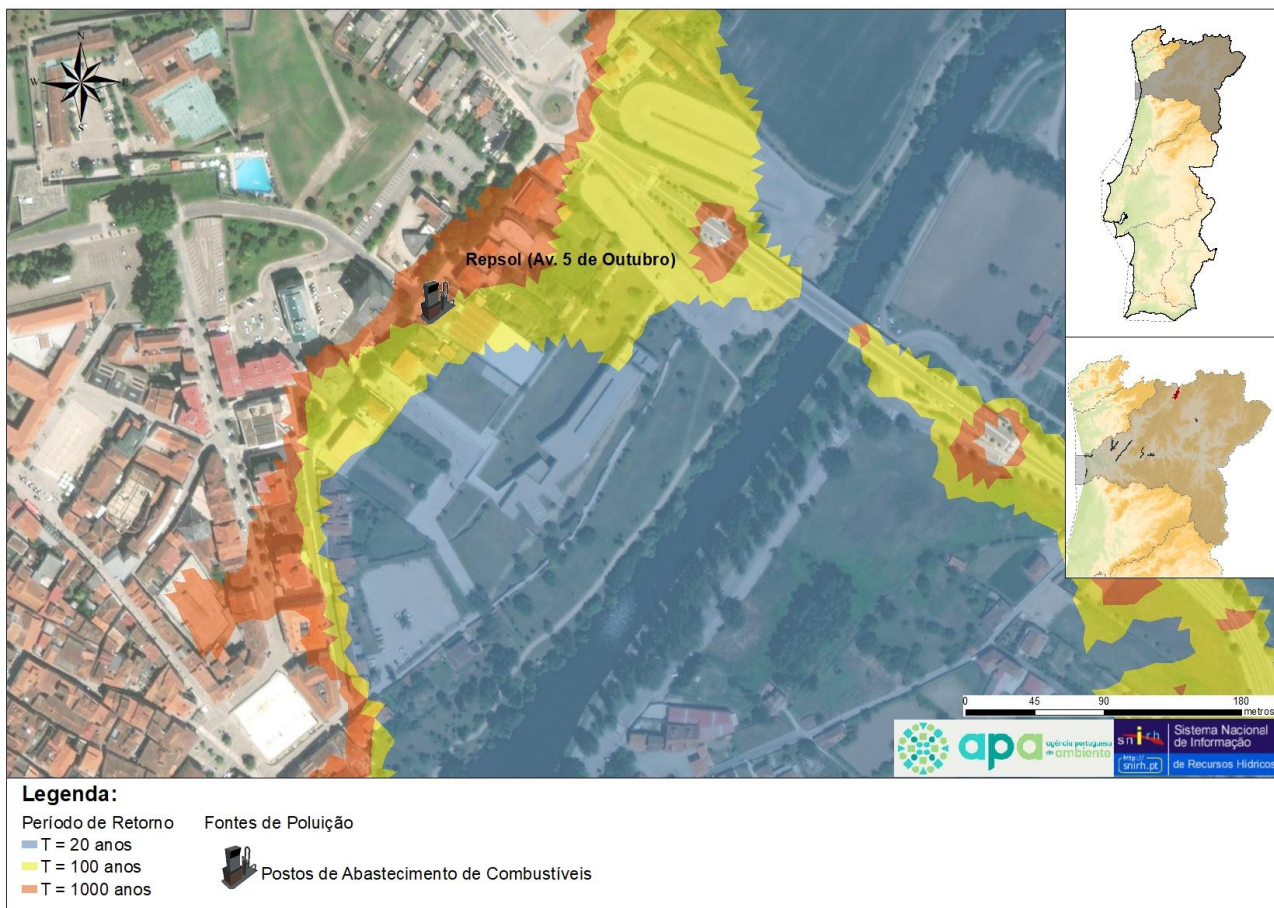 N
W E
S
Repsol (Av. 5 de Outubro)
0 45 90 180
metros
apa agência portuguesa
do ambiente
snirh
http://
snirh.pt
Sistema Nacional
de Informação
de Recursos Hídricos
Legenda:
Período de Retorno
T = 20 anos
T = 100 anos
T = 1000 anos
Fontes de Poluição
Postos de Abastecimento de Combustíveis